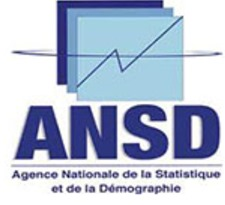 ANSD
Agence Nationale de la Statistique
et de la Démographie